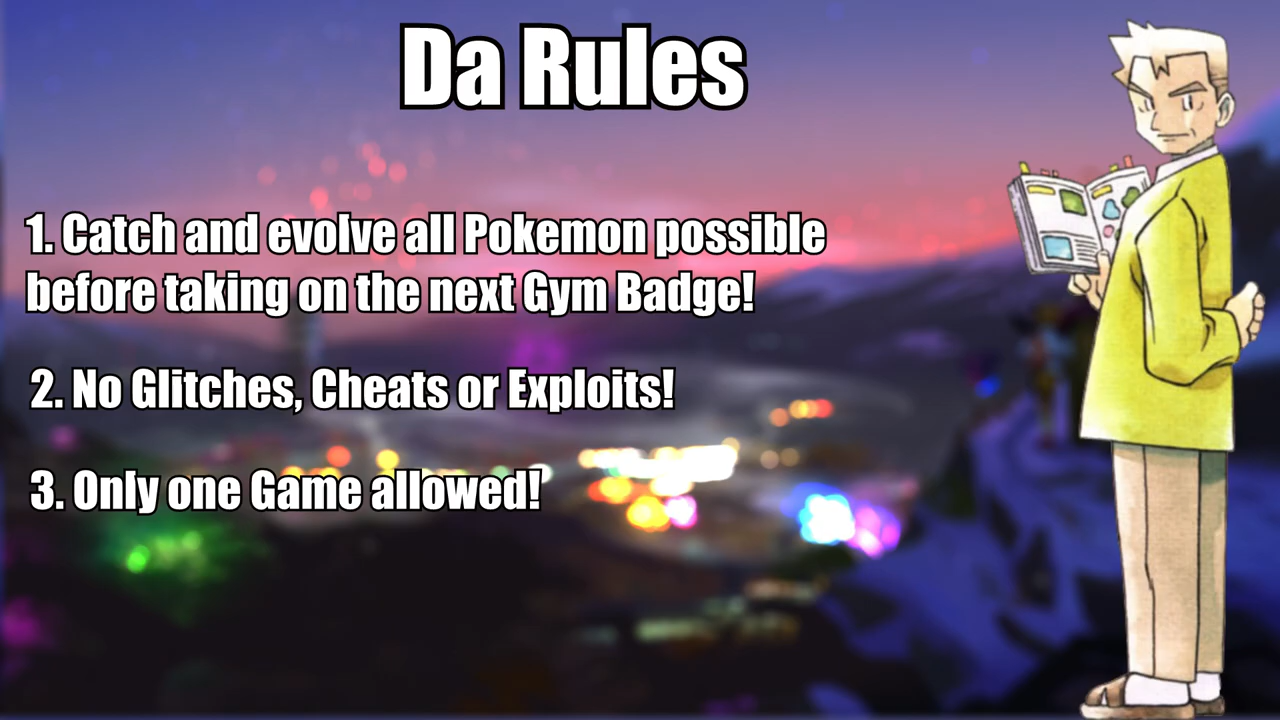 Da Rules
1. Catch and evolve all Pokemon possible
before taking on the next Gym Badge!
2. No Glitches, Cheats or Exploits!
3. Only one Game allowed!